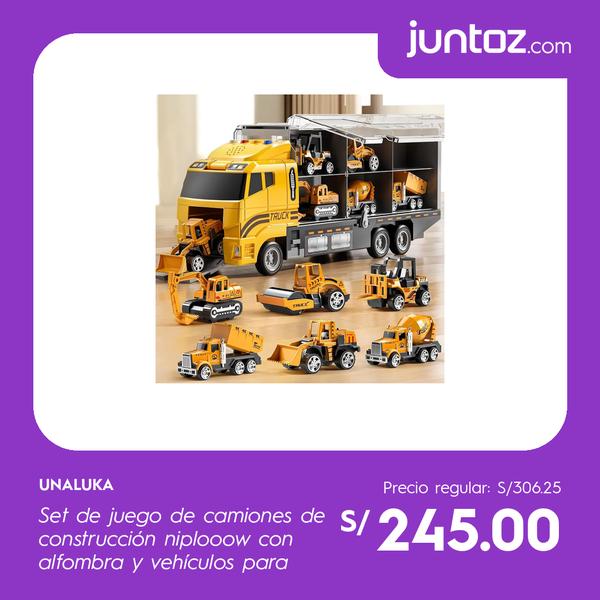 juntoz.com
TRUCK
UNALUKA
Precio regular: S/306.25
Set de juego de camiones de
construcción niplooow con
alfombra y vehículos para
S/ 245.00